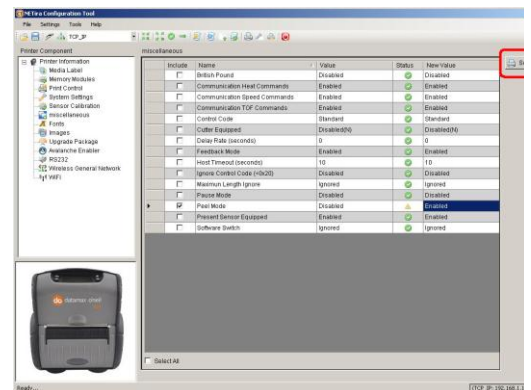 NETira Configuration Tool
File Settings Tools Help
TCP_IP
Printer Component
miscellaneous
Printer Information
Media Label
Memory Modules
Print Control
System Settings
Sensor Calibration
miscellaneous
Fonts
Images
Upgrade Package
Avalanche Enabler
RS232
Wireless General Network
WiFi
Include Name Value Status New Value
British Pound Disabled Disabled
Communication Heat Commands Enabled Enabled
Communication Speed Commands Enabled Enabled
Communication TOF Commands Enabled Enabled
Control Code Standard Standard
Cutter Equipped Disabled(N) Disabled(N)
Delay Rate (seconds) 0 0
Feedback Mode Enabled Enabled
Host Timeout (seconds) 10 10
Ignore Control Code (<0x20) Disabled Disabled
Maximun Length Ignore Ignored Ignored
Pause Mode Disabled Disabled
Peel Mode Disabled Enabled
Present Sensor Equipped Enabled Enabled
Software Switch Ignored Ignored
datamax oneil
Select All
Ready...